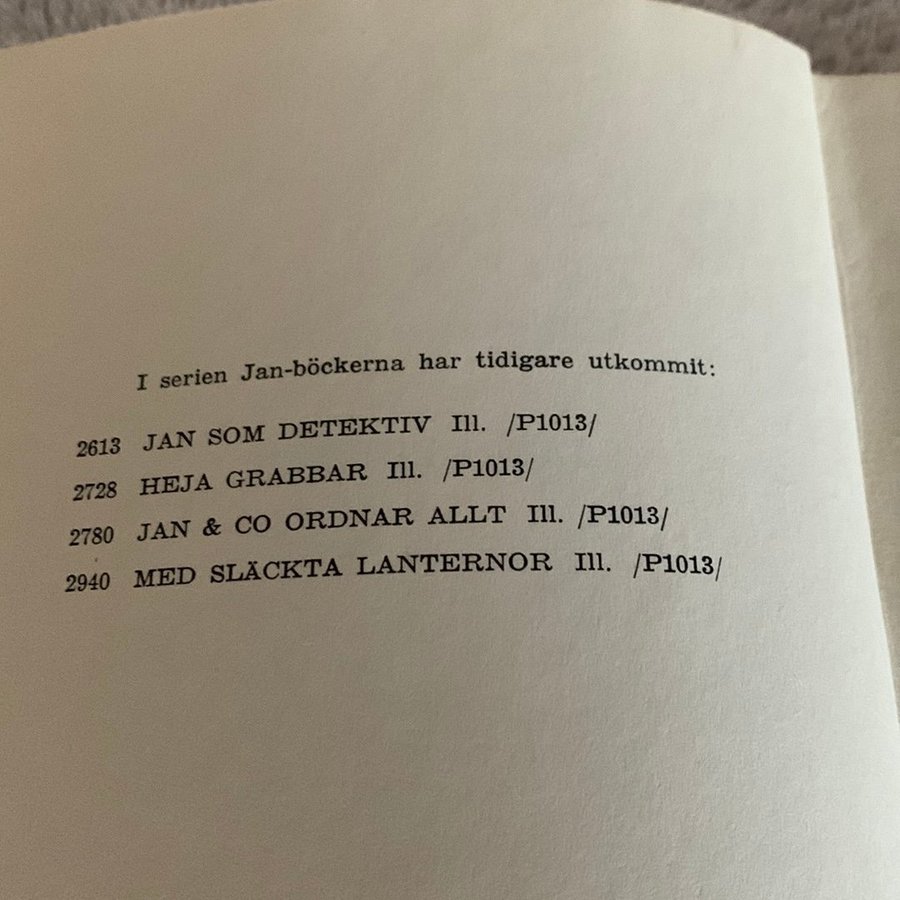 I serien Jan-böckerna har tidigare utkommit:
2613 JAN SOM DETEKTIV Ill. /P1013/
2728 HEJA GRABBAR Ill. /P1013/
2780 JAN & CO ORDNAR ALLT Ill. /P1013/
2940 MED SLÄCKTA LANTERNOR Ill. /P1013/